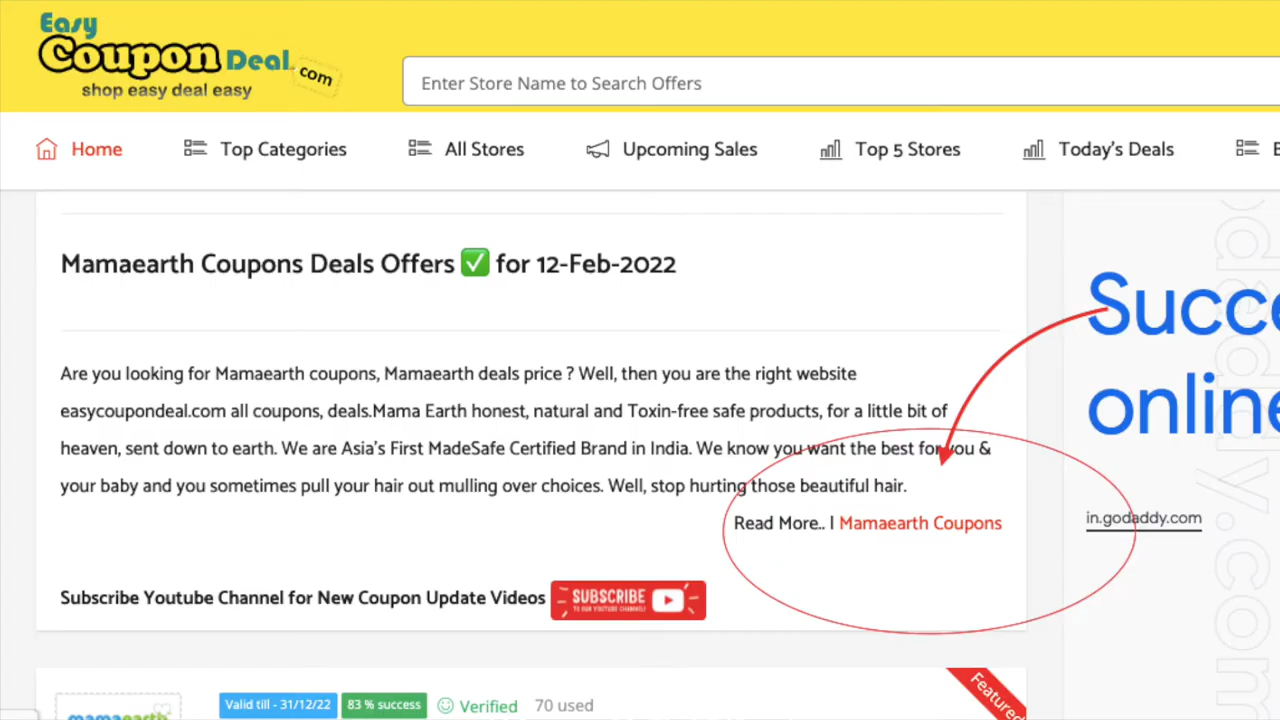 Easy
Coupon Deal.com
shop easy deal easy
Enter Store Name to Search Offers
Home Top Categories All Stores Upcoming Sales Top 5 Stores Today's Deals
Mamaearth Coupons Deals Offers ✅ for 12-Feb-2022
Are you looking for Mamaearth coupons, Mamaearth deals price ? Well, then you are the right website
easycoupondeal.com all coupons, deals.Mama Earth honest, natural and Toxin-free safe products, for a little bit of
heaven, sent down to earth. We are Asia's First MadeSafe Certified Brand in India. We know you want the best for you &
your baby and you sometimes pull your hair out mulling over choices. Well, stop hurting those beautiful hair.
Read More.. | Mamaearth Coupons
Subscribe Youtube Channel for New Coupon Update Videos
SUBSCRIBE
TO OUR YOUTUBE CHANNEL!
Succe
online
in.godaddy.com
Valid till - 31/12/22 83 % success Verified 70 used
Featured
mamaearth